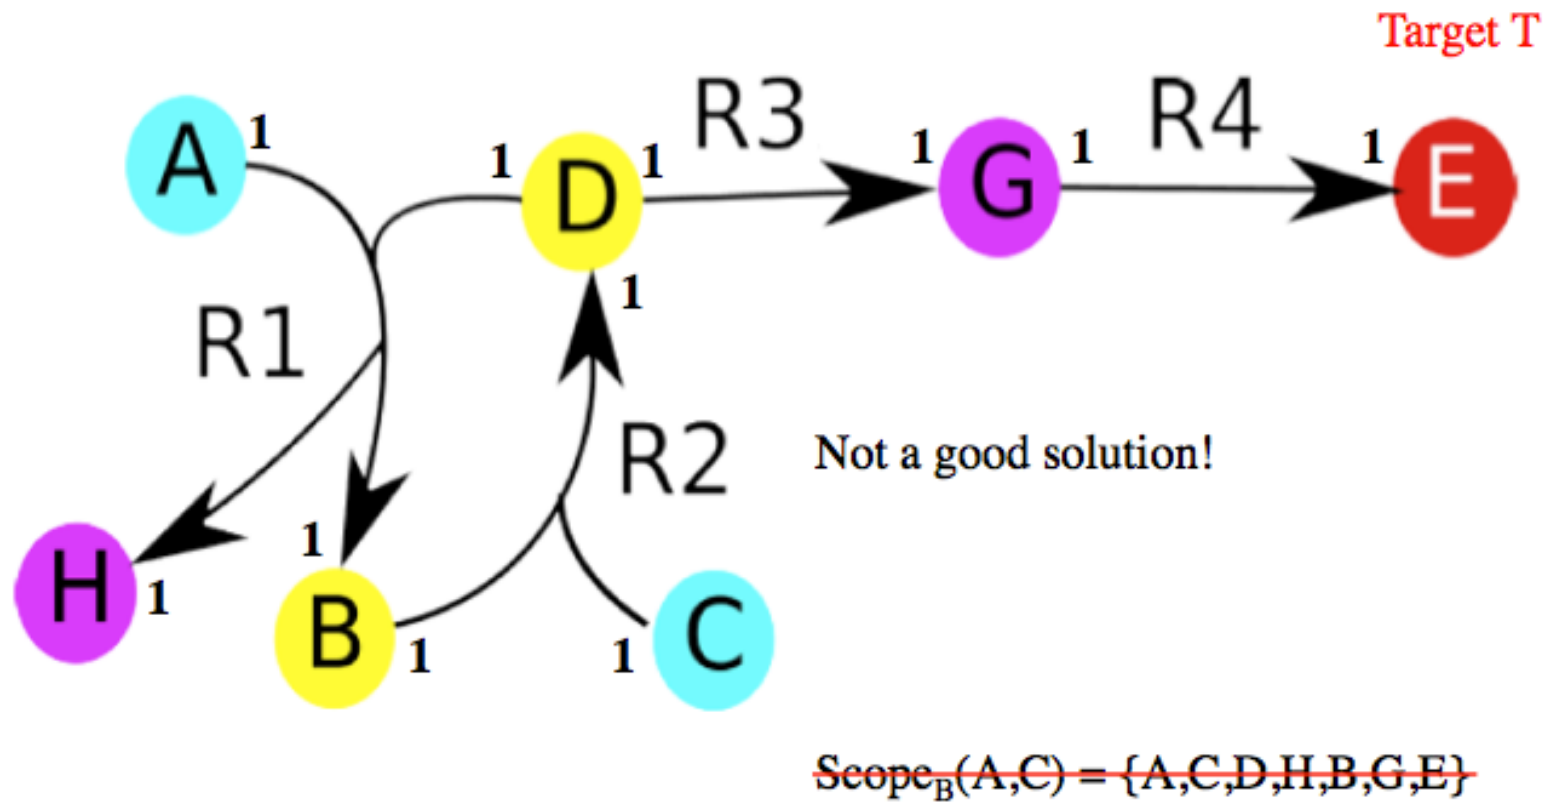 Target T
A 1
1 D 1
R3
1 G 1
R4
1 E
1
R1
R2
Not a good solution!
H 1
1
B 1
1 C
Scope_B(A,C) = {A,C,D,H,B,G,E}